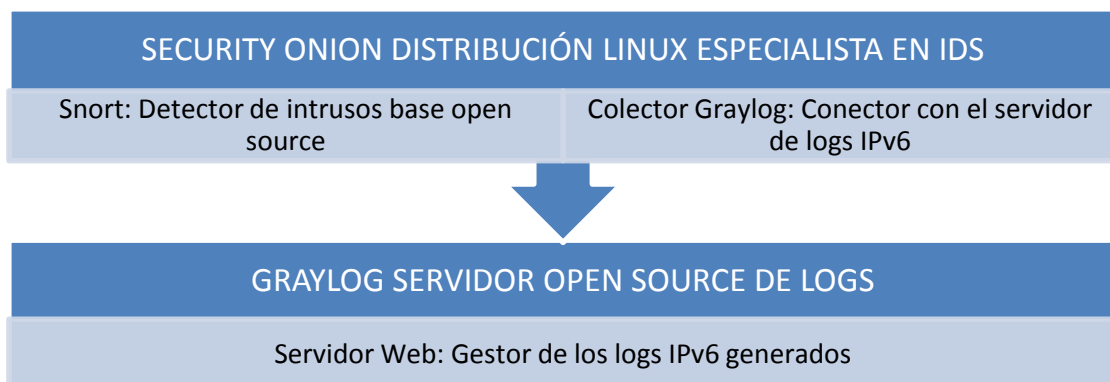 SECURITY ONION DISTRIBUCIÓN LINUX ESPECIALISTA EN IDS
Snort: Detector de intrusos base open
source
Colector Graylog: Conector con el servidor
de logs IPv6
GRAYLOG SERVIDOR OPEN SOURCE DE LOGS
Servidor Web: Gestor de los logs IPv6 generados